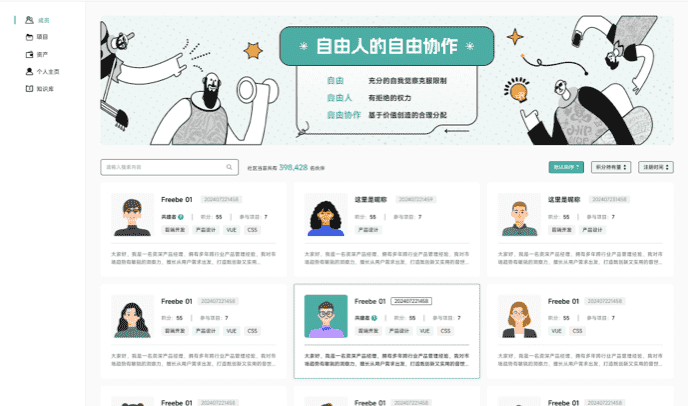 成员
项目
资产
个人主页
知识库
自由人的自由协作
自由 充分的自我觉察克服限制
自由人 有拒绝的权力
自由协作 基于价值创造的合理分配
请输入搜索内容
社区当前共有 398,428 名伙伴
默认排序
积分持有量
注册时间
Freebe 01 202407221458
共建者
积分: 55 参与项目: 7
前端开发 产品设计 VUE CSS
大家好，我是一名资深产品经理，拥有多年跨行业产品管理经验，我对市
场趋势有敏锐的洞察力，擅长从用户需求出发，打造既创新又实用的
这里是昵称 202407221459
积分: 55 参与项目: 7
产品设计
大家好，我是一名资深产品经理，拥有多年跨行业产品管理经验，我对市
场趋势有敏锐的洞察力，擅长从用户需求出发，打造既创新又实用的
这里是昵称 202407231458
积分: 55 参与项目: 7
前端开发 产品设计
大家好，我是一名资深产品经理，拥有多年跨行业产品管理经验，我对市
场趋势有敏锐的洞察力，擅长从用户需求出发，打造既创新又实用的
Freebe 01 202407221458
积分: 55 参与项目: 7
前端开发 产品设计 VUE CSS
大家好，我是一名资深产品经理，拥有多年跨行业产品管理经验，我对市
场趋势有敏锐的洞察力，擅长从用户需求出发，打造既创新又实用的
Freebe 01 202407221458
共建者 积分: 55 参与项目: 7
前端开发 产品设计 VUE CSS
大家好，我是一名资深产品经理，拥有多年跨行业产品管理经验，我对市
场趋势有敏锐的洞察力，擅长从用户需求出发，打造既创新又实用的
Freebe 01 202407221458
积分: 55 参与项目: 7
VUE CSS
大家好，我是一名资深产品经理，拥有多年跨行业产品管理经验，我对市
场趋势有敏锐的洞察力，擅长从用户需求出发，打造既创新又实用的
Freebe 01 202407221458
Freebe 01 202407221458
Freebe 01 202407221458